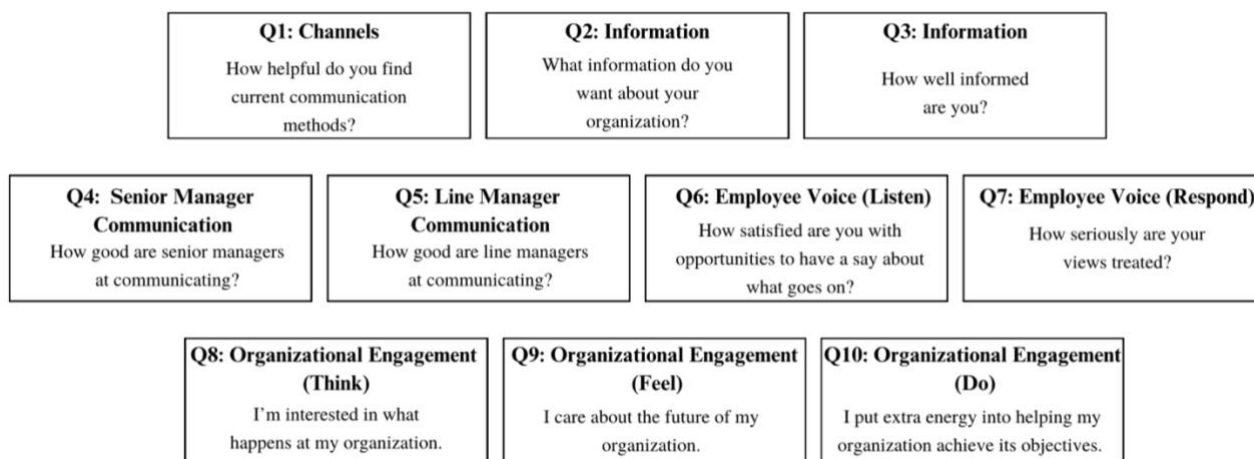 Q1: Channels
How helpful do you find
current communication
methods?
Q2: Information
What information do you
want about your
organization?
Q3: Information
How well informed
are you?
Q4: Senior Manager
Communication
How good are senior managers
at communicating?
Q5: Line Manager
Communication
How good are line managers
at communicating?
Q6: Employee Voice (Listen)
How satisfied are you with
opportunities to have a say about
what goes on?
Q7: Employee Voice (Respond)
How seriously are your
views treated?
Q8: Organizational Engagement
(Think)
I'm interested in what
happens at my organization.
Q9: Organizational Engagement
(Feel)
I care about the future of my
organization.
Q10: Organizational Engagement
(Do)
I put extra energy into helping my
organization achieve its objectives.